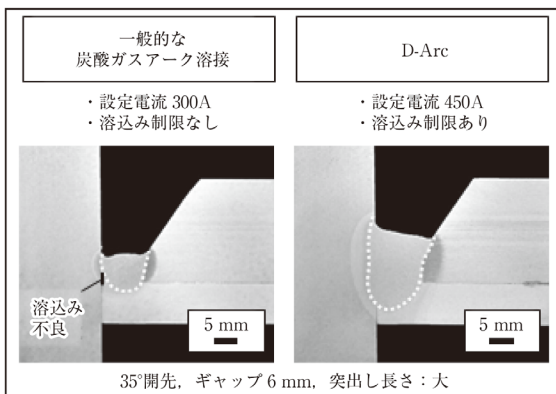 一般的な
炭酸ガスアーク溶接
・設定電流 300A
・溶込み制限なし
D-Arc
・設定電流 450A
・溶込み制限あり
溶込み
不良
5 mm
5 mm
35°開先，ギャップ 6 mm，突出し長さ：大